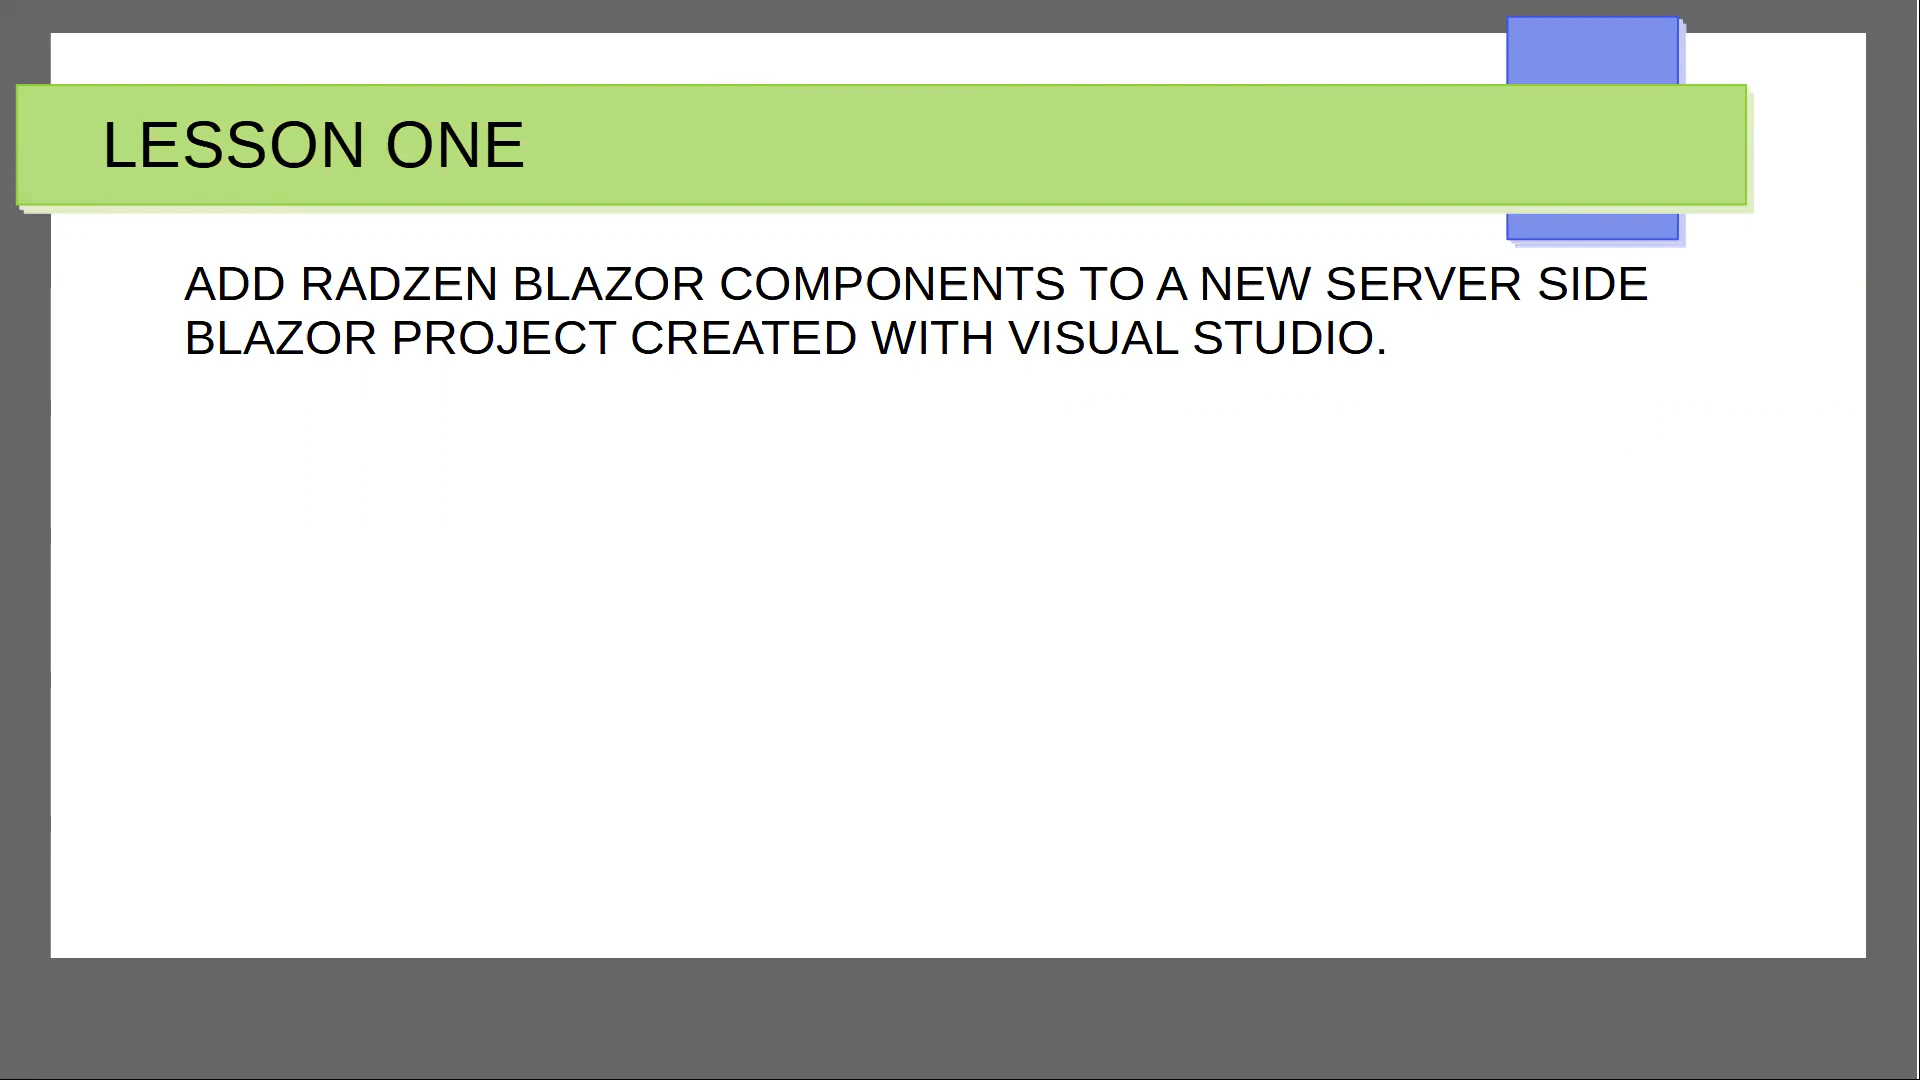 LESSON ONE
ADD RADZEN BLAZOR COMPONENTS TO A NEW SERVER SIDE
BLAZOR PROJECT CREATED WITH VISUAL STUDIO.